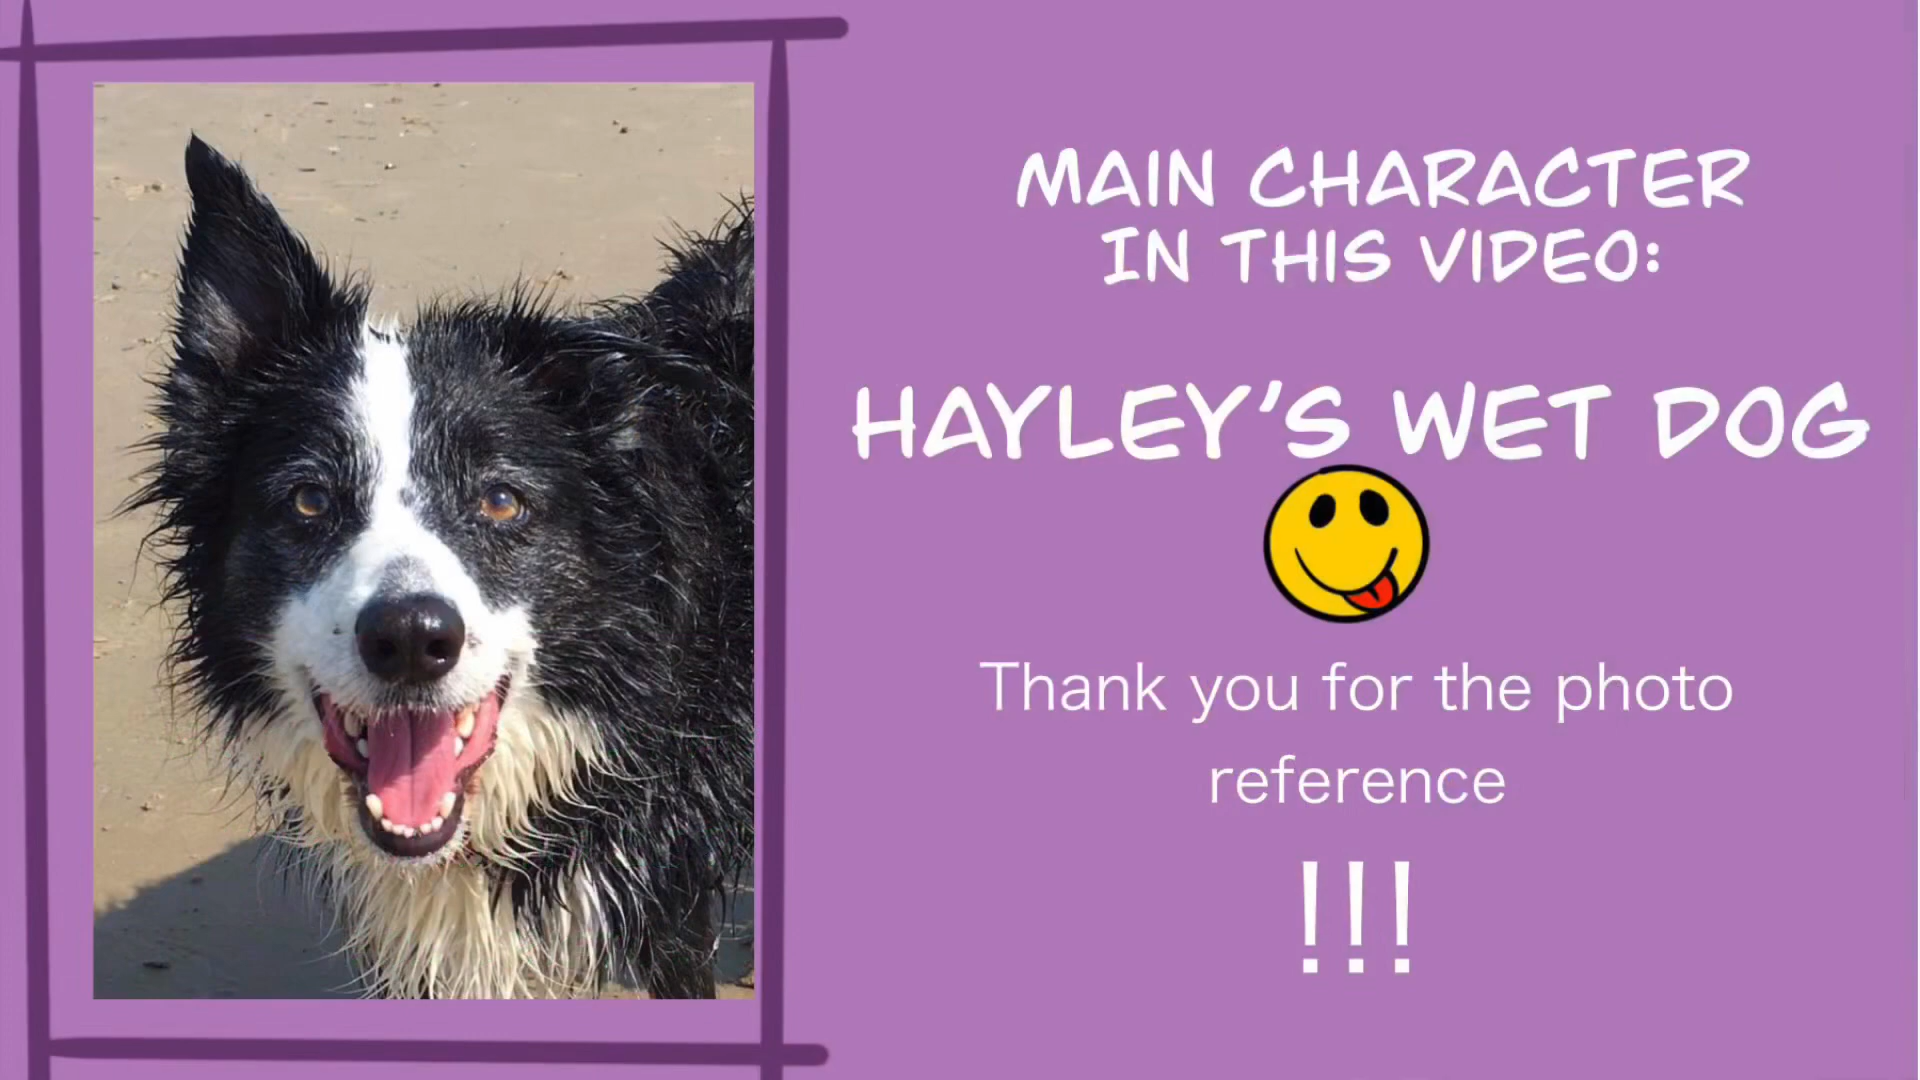 MAIN CHARACTER
IN THIS VIDEO:
HAYLEY'S WET DOG
Thank you for the photo
reference
!!!